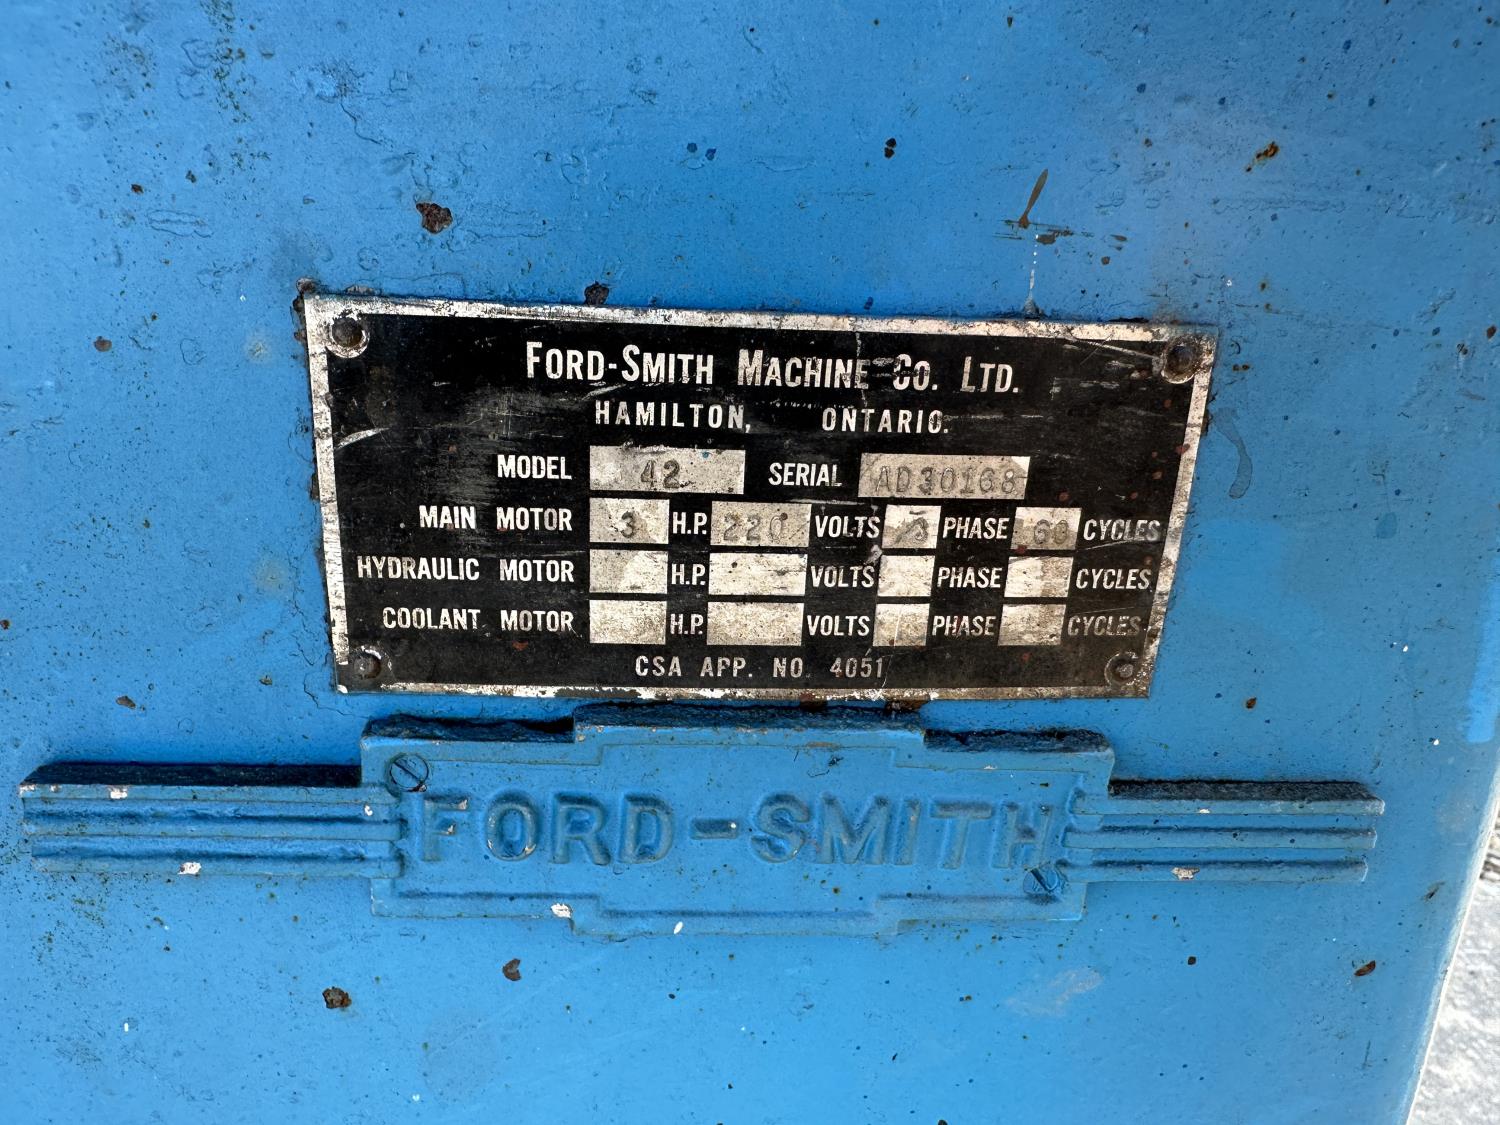 FORD-SMITH MACHINE CO. LTD.
HAMILTON, ONTARIO.
MODEL 42 SERIAL AD30168
MAIN MOTOR 3 H.P. 220 VOLTS 3 PHASE 60 CYCLES
HYDRAULIC MOTOR H.P. VOLTS PHASE CYCLES
COOLANT MOTOR H.P. VOLTS PHASE CYCLES
CSA APP. NO. 4051
FORD-SMITH